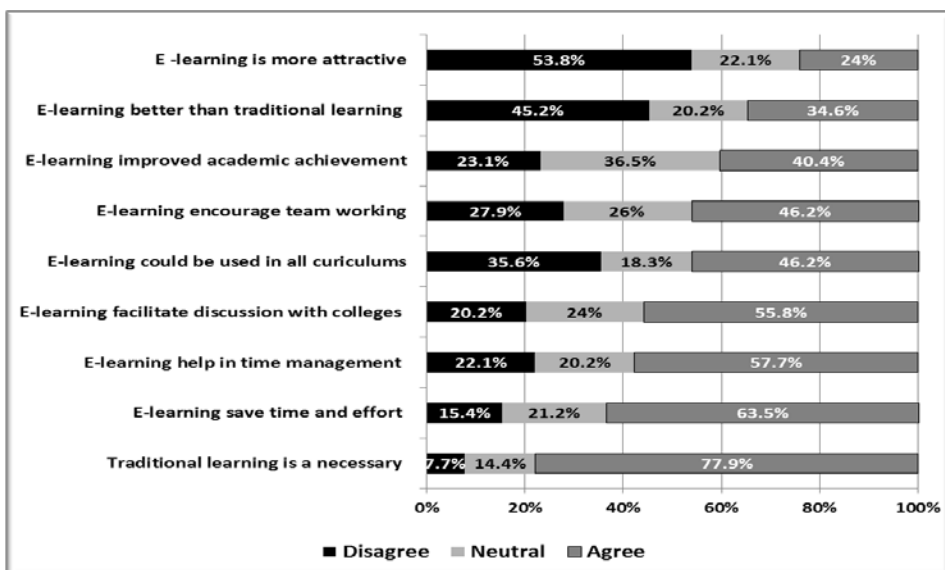 E -learning is more attractive 53.8% 22.1% 24%
E-learning better than traditional learning 45.2% 20.2% 34.6%
E-learning improved academic achievement 23.1% 36.5% 40.4%
E-learning encourage team working 27.9% 26% 46.2%
E-learning could be used in all curiculums 35.6% 18.3% 46.2%
E-learning facilitate discussion with colleges 20.2% 24% 55.8%
E-learning help in time management 22.1% 20.2% 57.7%
E-learning save time and effort 15.4% 21.2% 63.5%
Traditional learning is a necessary 7.7% 14.4% 77.9%
0% 20% 40% 60% 80% 100%
Disagree Neutral Agree